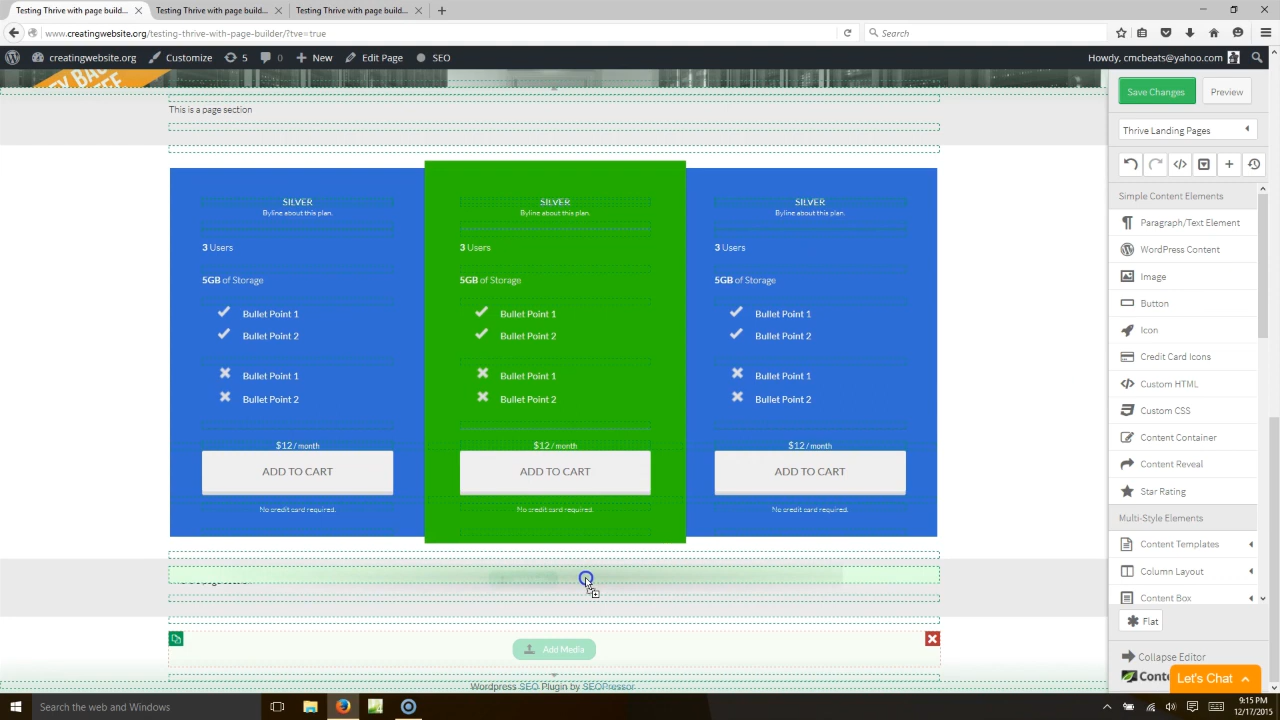 Testing Thrive with page-buil...
Testing Thrive with page buil...
Testing Thrive with page buil...
www.creatingwebsite.org/testing-thrive-with-page-builder/?tve=true
Search
creatingwebsite.org
Customize
5
0
New
Edit Page
SEO
Howdy, cmcbeats@yahoo.com
This is a page section
Save Changes
Preview
Thrive Landing Pages
Simple Content Elements
Paragraph/Text Element
WordPress Content
Image
Button
Icon
Credit Card Icons
Custom HTML
Custom CSS
Content Container
Content Reveal
Star Rating
Multi-Style Elements
Content Templates
Column Layout
Content Box
Flat
Collapse Editor
SILVER
Byline about this plan.
3 Users
5GB of Storage
Bullet Point 1
Bullet Point 2
Bullet Point 1
Bullet Point 2
$12 / month
ADD TO CART
No credit card required.
SILVER
Byline about this plan.
3 Users
5GB of Storage
Bullet Point 1
Bullet Point 2
Bullet Point 1
Bullet Point 2
$12 / month
ADD TO CART
No credit card required.
SILVER
Byline about this plan.
3 Users
5GB of Storage
Bullet Point 1
Bullet Point 2
Bullet Point 1
Bullet Point 2
$12 / month
ADD TO CART
No credit card required.
Add Media
Wordpress SEO Plugin by SEOPressor
Let's Chat
Search the web and Windows
9:15 PM
12/17/2015